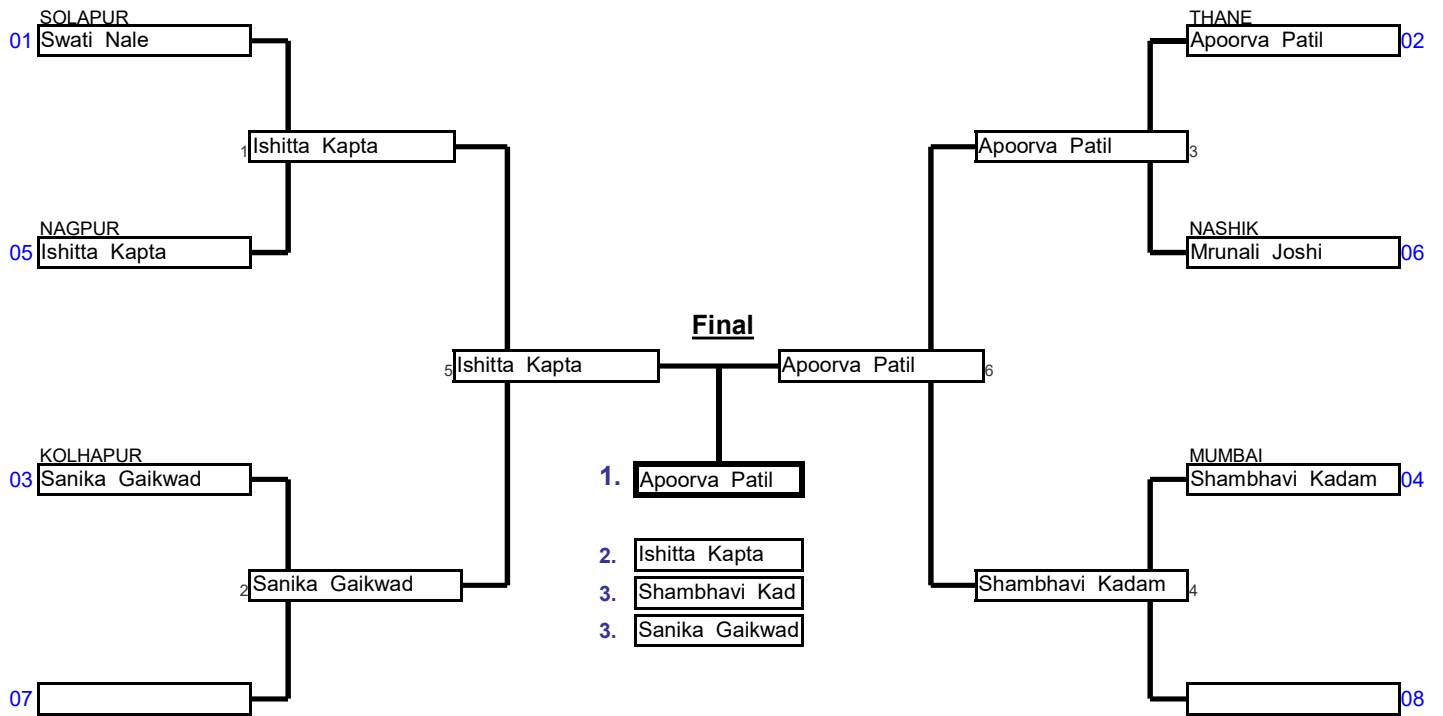 SOLAPUR THANE
01 Swati Nale Apoorva Patil 02
1 Ishitta Kapta Apoorva Patil 3
NAGPUR NASHIK
05 Ishitta Kapta Mrunali Joshi 06
Final
5 Ishitta Kapta Apoorva Patil 6
KOLHAPUR MUMBAI
03 Sanika Gaikwad 1. Apoorva Patil Shambhavi Kadam 04
2. Ishitta Kapta
2 Sanika Gaikwad 3. Shambhavi Kad Shambhavi Kadam 4
3. Sanika Gaikwad
07 08